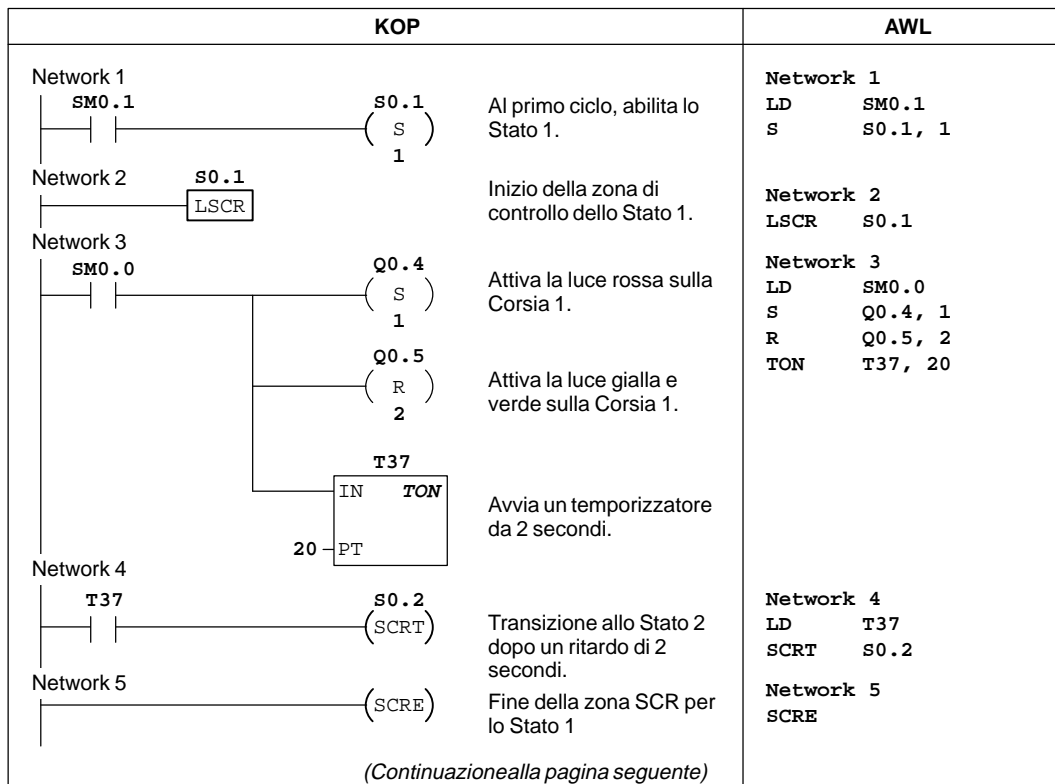 KOP
AWL
Network 1
SM0.1
S0.1
S
1
Al primo ciclo, abilita lo
Stato 1.
Network 1
LD SM0.1
S S0.1, 1
Network 2
S0.1
LSCR
Inizio della zona di
controllo dello Stato 1.
Network 2
LSCR S0.1
Network 3
SM0.0
Q0.4
S
1
Attiva la luce rossa sulla
Corsia 1.
Q0.5
R
2
Attiva la luce gialla e
verde sulla Corsia 1.
T37
IN TON
20 PT
Avvia un temporizzatore
da 2 secondi.
Network 3
LD SM0.0
S Q0.4, 1
R Q0.5, 2
TON T37, 20
Network 4
T37
S0.2
SCRT
Transizione allo Stato 2
dopo un ritardo di 2
secondi.
Network 4
LD T37
SCRT S0.2
Network 5
SCRE
Fine della zona SCR per
lo Stato 1
Network 5
SCRE
(Continuazionealla pagina seguente)